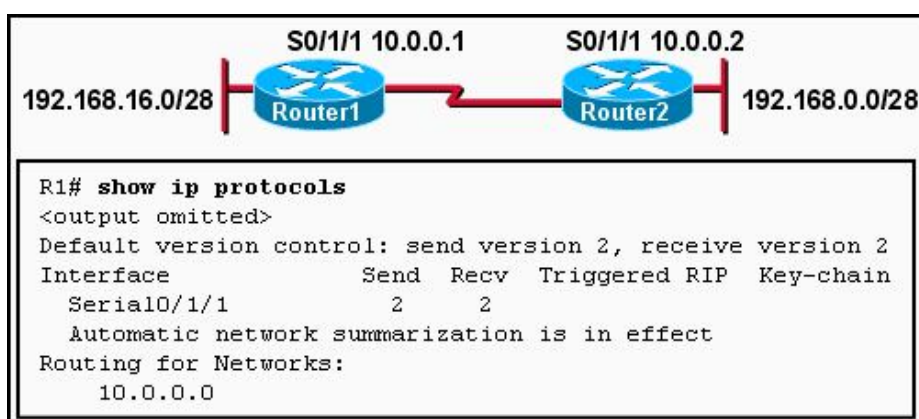 S0/1/1 10.0.0.1 S0/1/1 10.0.0.2
192.168.16.0/28 Router1 Router2 192.168.0.0/28
R1# show ip protocols
<output omitted>
Default version control: send version 2, receive version 2
Interface Send Recv Triggered RIP Key-chain
Serial0/1/1 2 2
Automatic network summarization is in effect
Routing for Networks:
10.0.0.0